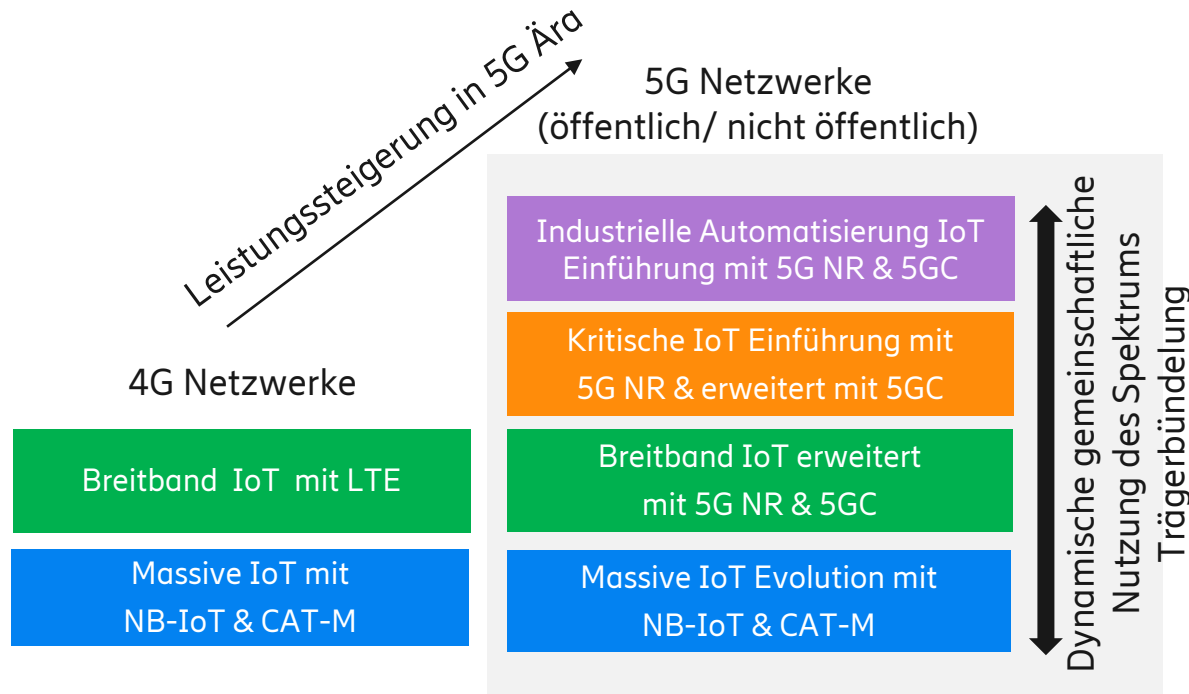 Leistungssteigerung in 5G Ära
5G Netzwerke
(öffentlich/ nicht öffentlich)
Industrielle Automatisierung IoT
Einführung mit 5G NR & 5GC
Kritische IoT Einführung mit
5G NR & erweitert mit 5GC
4G Netzwerke
Breitband IoT mit LTE
Breitband IoT erweitert
mit 5G NR & 5GC
Massive IoT mit
NB-IoT & CAT-M
Massive IoT Evolution mit
NB-IoT & CAT-M
Dynamische gemeinschaftliche
Nutzung des Spektrums
Trägerbündelung